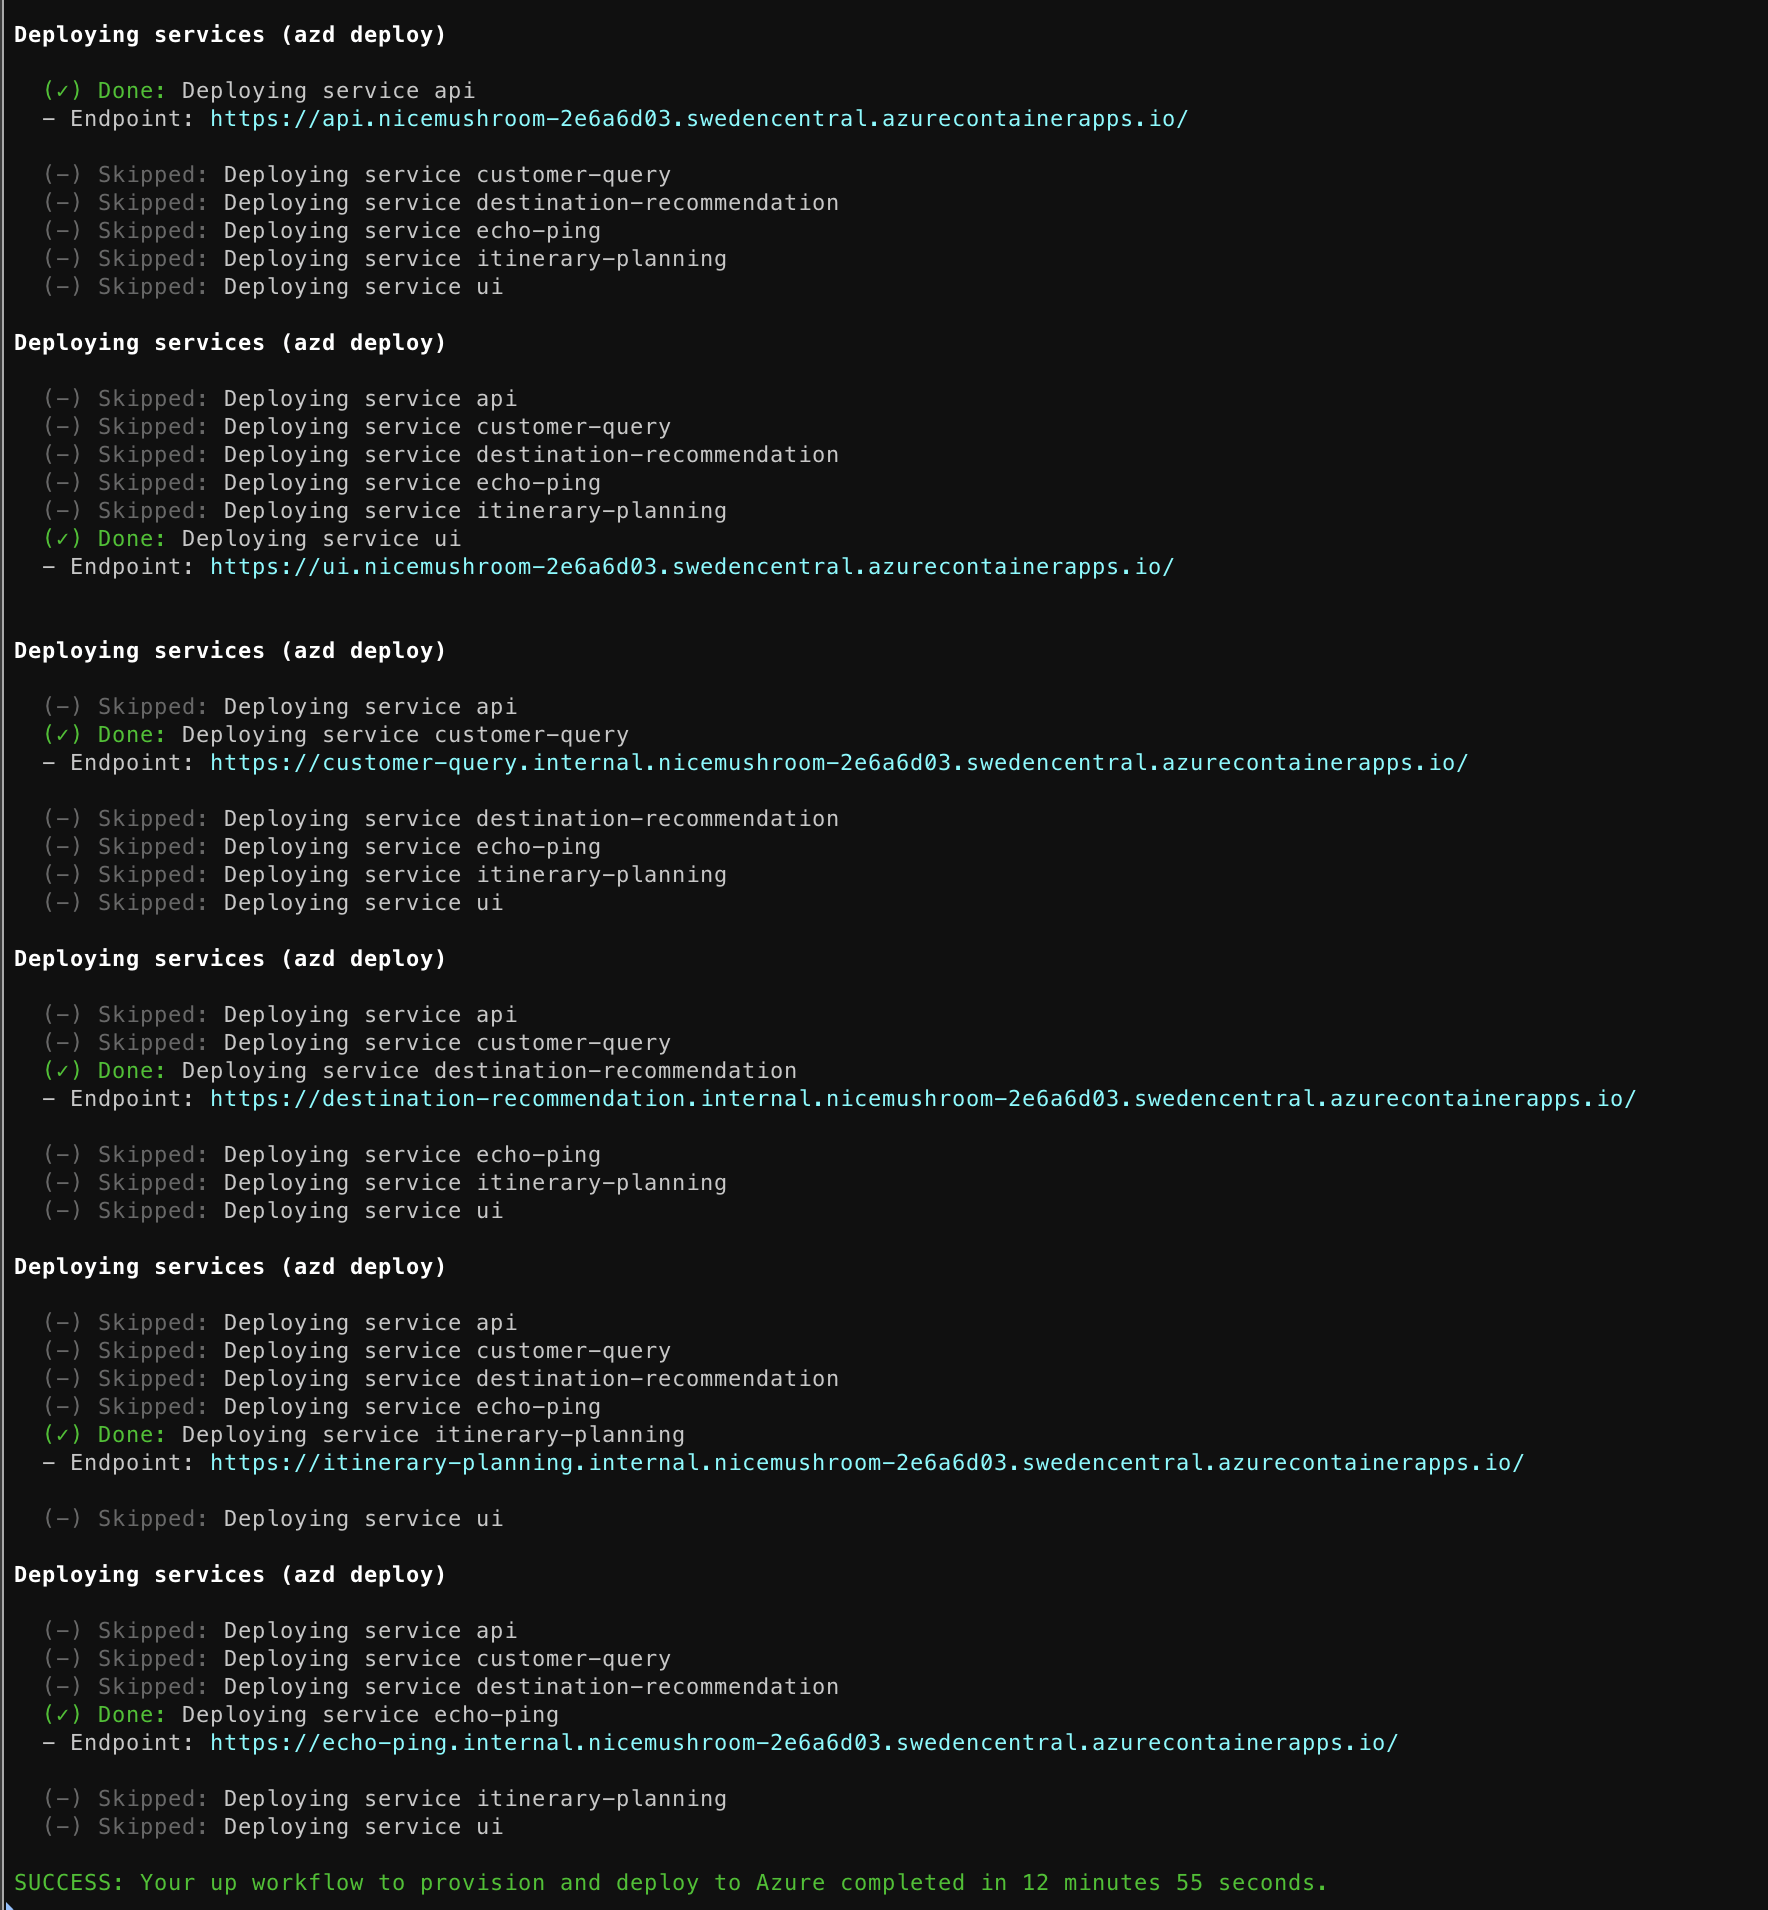 Deploying services (azd deploy)
(✓) Done: Deploying service api
- Endpoint: https://api.nicemushroom-2e6a6d03.swedencentral.azurecontainerapps.io/
(-) Skipped: Deploying service customer-query
(-) Skipped: Deploying service destination-recommendation
(-) Skipped: Deploying service echo-ping
(-) Skipped: Deploying service itinerary-planning
(-) Skipped: Deploying service ui
Deploying services (azd deploy)
(-) Skipped: Deploying service api
(-) Skipped: Deploying service customer-query
(-) Skipped: Deploying service destination-recommendation
(-) Skipped: Deploying service echo-ping
(-) Skipped: Deploying service itinerary-planning
(✓) Done: Deploying service ui
- Endpoint: https://ui.nicemushroom-2e6a6d03.swedencentral.azurecontainerapps.io/
Deploying services (azd deploy)
(-) Skipped: Deploying service api
(✓) Done: Deploying service customer-query
- Endpoint: https://customer-query.internal.nicemushroom-2e6a6d03.swedencentral.azurecontainerapps.io/
(-) Skipped: Deploying service destination-recommendation
(-) Skipped: Deploying service echo-ping
(-) Skipped: Deploying service itinerary-planning
(-) Skipped: Deploying service ui
Deploying services (azd deploy)
(-) Skipped: Deploying service api
(-) Skipped: Deploying service customer-query
(✓) Done: Deploying service destination-recommendation
- Endpoint: https://destination-recommendation.internal.nicemushroom-2e6a6d03.swedencentral.azurecontainerapps.io/
(-) Skipped: Deploying service echo-ping
(-) Skipped: Deploying service itinerary-planning
(-) Skipped: Deploying service ui
Deploying services (azd deploy)
(-) Skipped: Deploying service api
(-) Skipped: Deploying service customer-query
(-) Skipped: Deploying service destination-recommendation
(-) Skipped: Deploying service echo-ping
(✓) Done: Deploying service itinerary-planning
- Endpoint: https://itinerary-planning.internal.nicemushroom-2e6a6d03.swedencentral.azurecontainerapps.io/
(-) Skipped: Deploying service ui
Deploying services (azd deploy)
(-) Skipped: Deploying service api
(-) Skipped: Deploying service customer-query
(-) Skipped: Deploying service destination-recommendation
(✓) Done: Deploying service echo-ping
- Endpoint: https://echo-ping.internal.nicemushroom-2e6a6d03.swedencentral.azurecontainerapps.io/
(-) Skipped: Deploying service itinerary-planning
(-) Skipped: Deploying service ui
SUCCESS: Your up workflow to provision and deploy to Azure completed in 12 minutes 55 seconds.